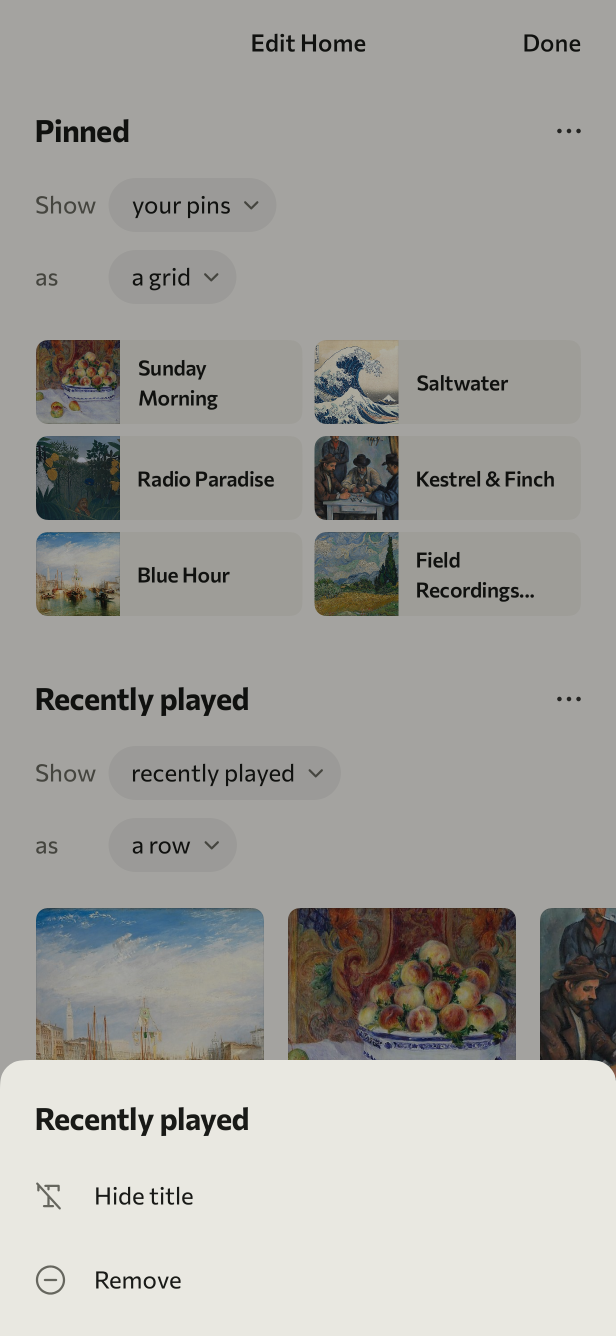 Edit Home
Done
Pinned
Show your pins
as a grid
Sunday
Morning
Saltwater
Radio Paradise
Kestrel & Finch
Blue Hour
Field
Recordings...
Recently played
Show recently played
as a row
Recently played
Hide title
Remove